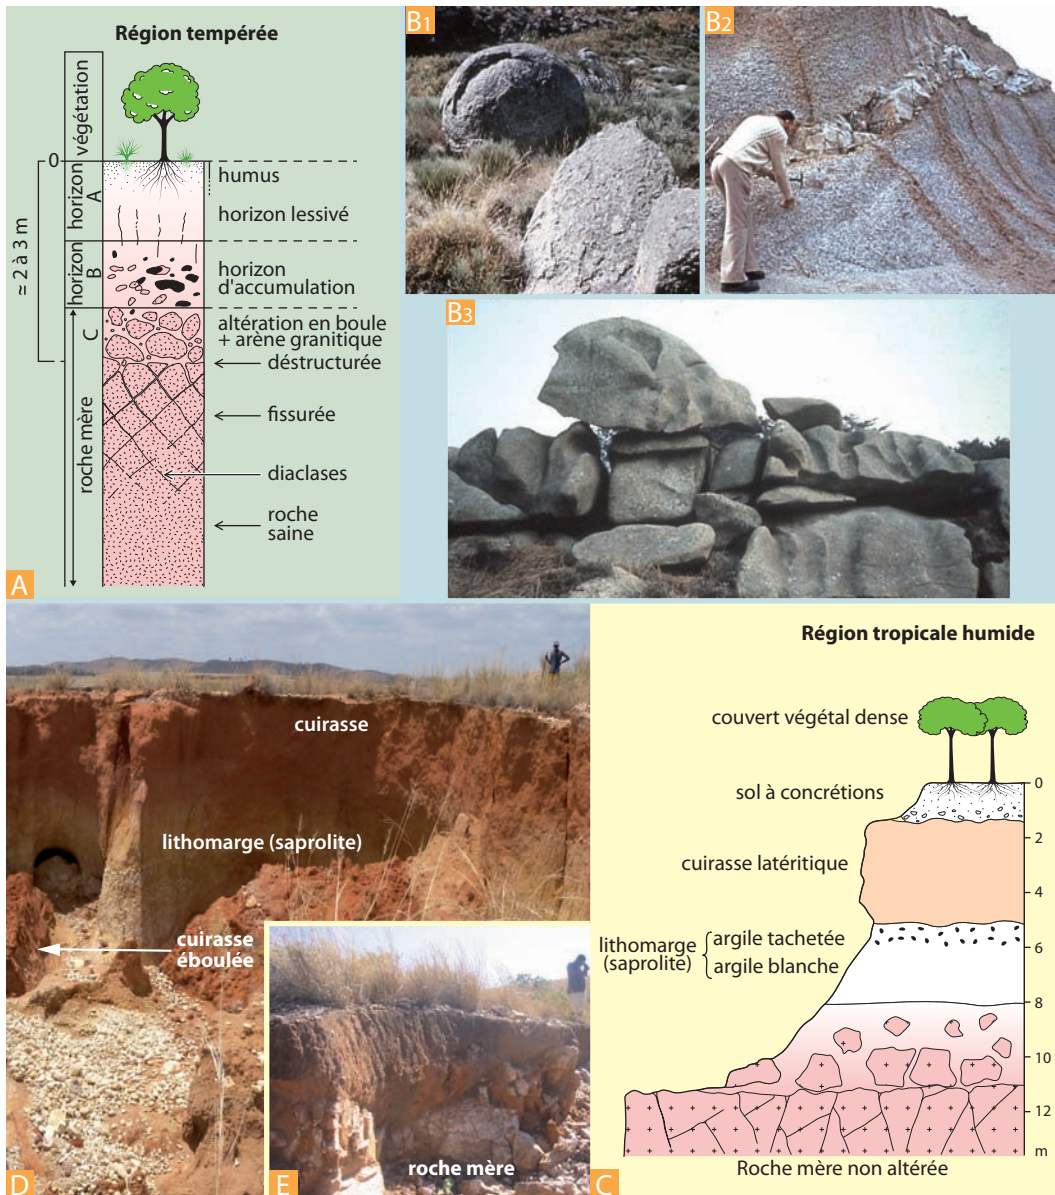 Région tempérée
végétation
0
horizon
A
humus
horizon lessivé
≃ 2 à 3 m
horizon
B
horizon
d'accumulation
C
altération en boule
+ arène granitique
déstructurée
fissurée
roche mère
diaclases
roche
saine
A
B1
B2
B3
cuirasse
lithomarge (saprolite)
cuirasse
éboulée
D
roche mère
E
Région tropicale humide
couvert végétal dense
sol à concrétions
cuirasse latéritique
lithomarge
(saprolite)
argile tachetée
argile blanche
0
2
4
6
8
10
12
m
Roche mère non altérée
C